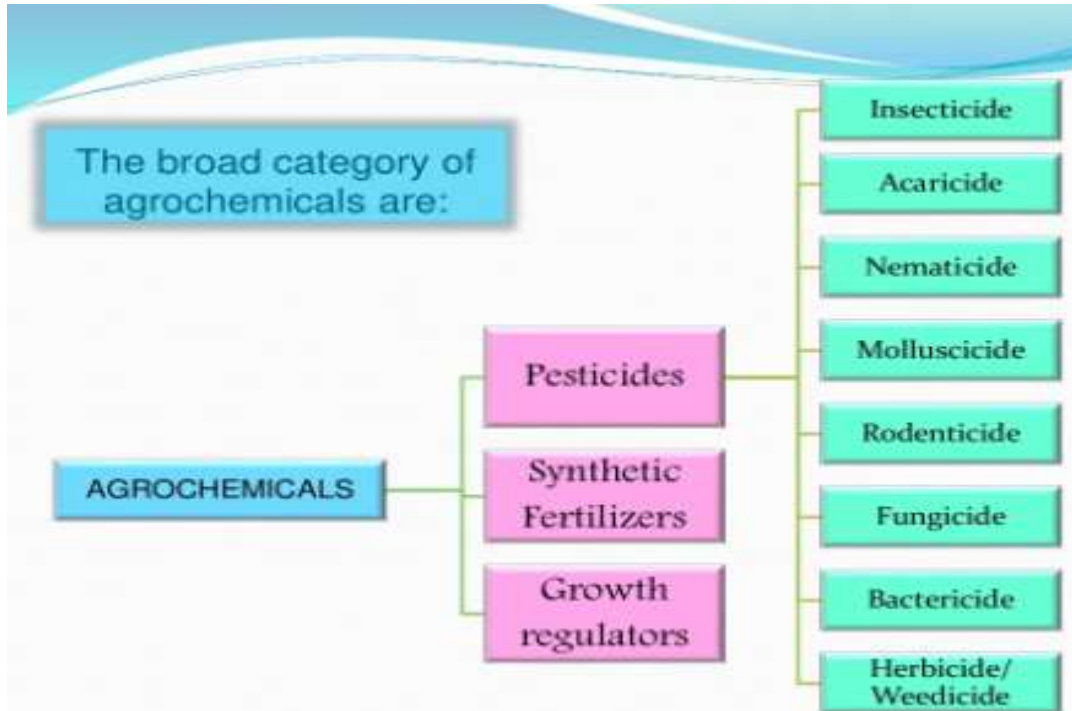 The broad category of
agrochemicals are:
AGROCHEMICALS
Pesticides
Synthetic
Fertilizers
Growth
regulators
Insecticide
Acaricide
Nematicide
Molluscicide
Rodenticide
Fungicide
Bactericide
Herbicide/
Weedicide